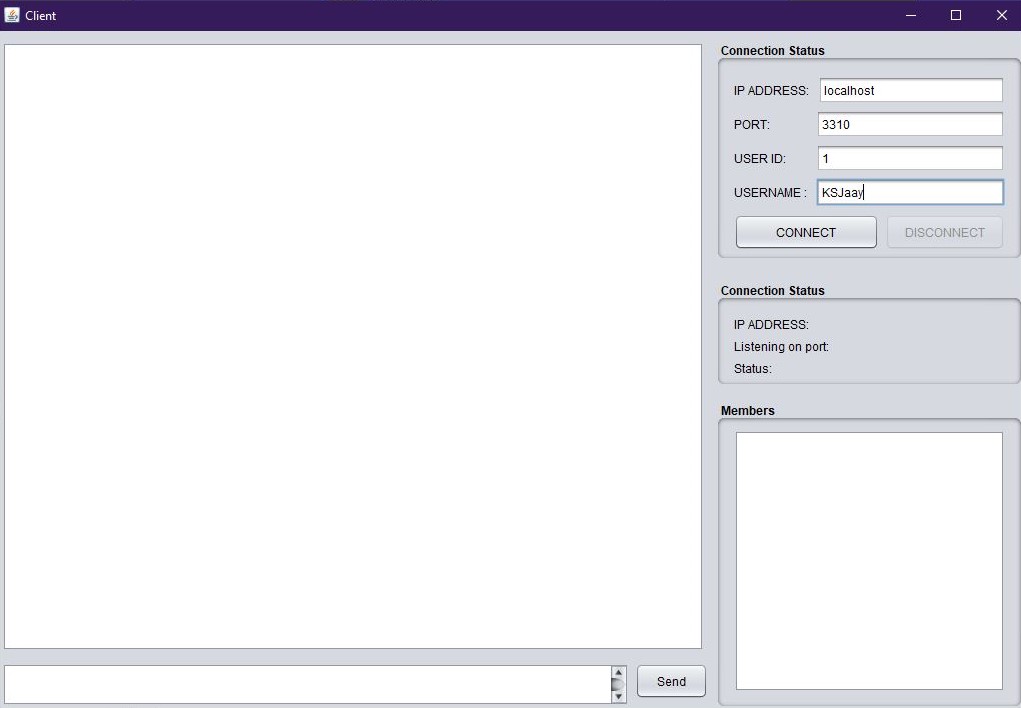 Client
Connection Status
IP ADDRESS: localhost
PORT: 3310
USER ID: 1
USERNAME : KSJaay
CONNECT DISCONNECT
Connection Status
IP ADDRESS:
Listening on port:
Status:
Members
Send